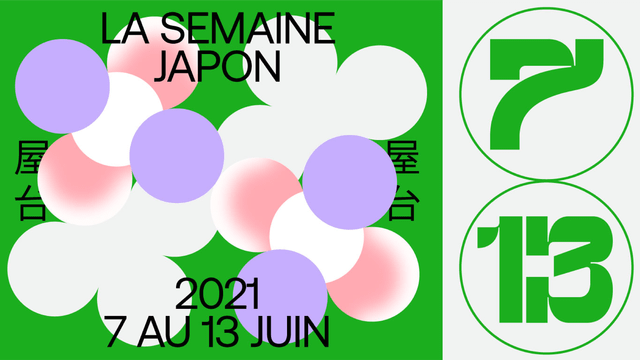 LA SEMAINE
JAPON
屋台
屋台
2021
7 AU 13 JUIN
7
13